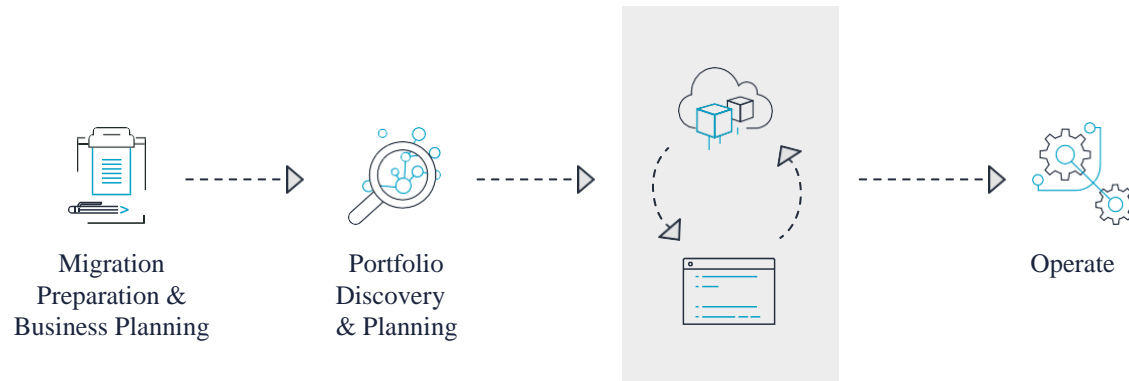 Migration
Preparation &
Business Planning
Portfolio
Discovery
& Planning
Operate